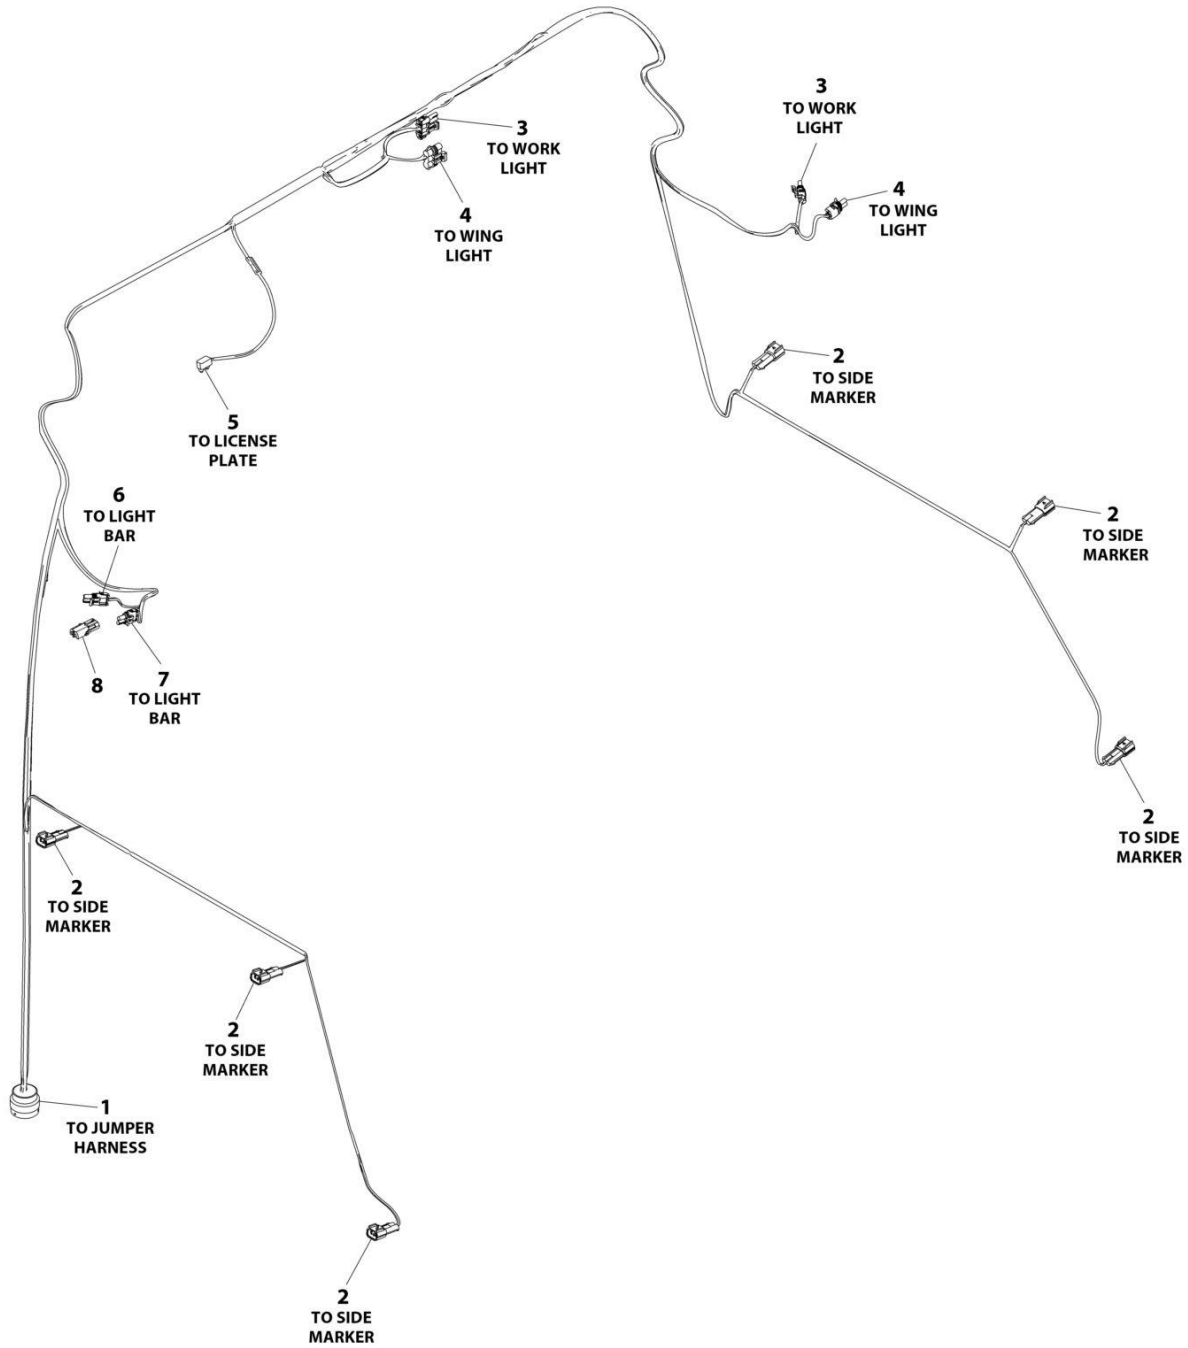 3
TO WORK
LIGHT
3
TO WORK
LIGHT
4
TO WING
LIGHT
4
TO WING
LIGHT
2
TO SIDE
MARKER
5
TO LICENSE
PLATE
6
TO LIGHT
BAR
2
TO SIDE
MARKER
8
7
TO LIGHT
BAR
2
TO SIDE
MARKER
2
TO SIDE
MARKER
2
TO SIDE
MARKER
1
TO JUMPER
HARNESS
2
TO SIDE
MARKER